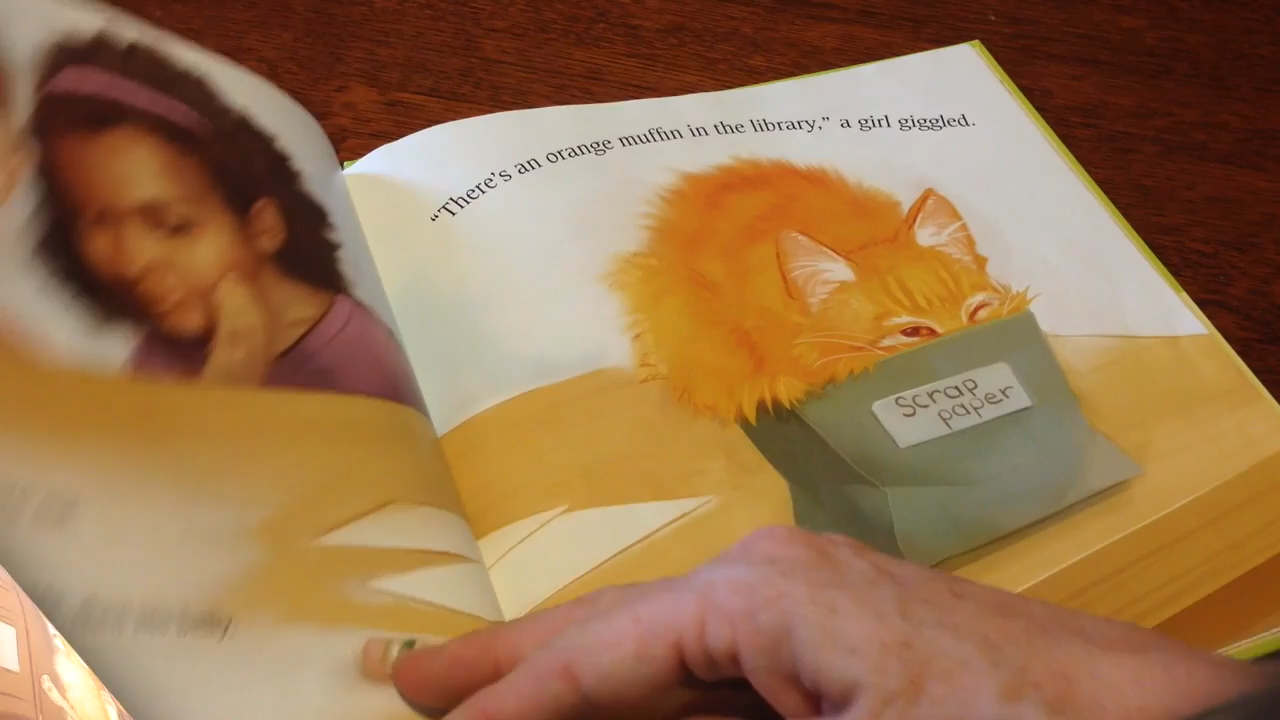 “There’s an orange muffin in the library,” a girl giggled.
Scrap
paper